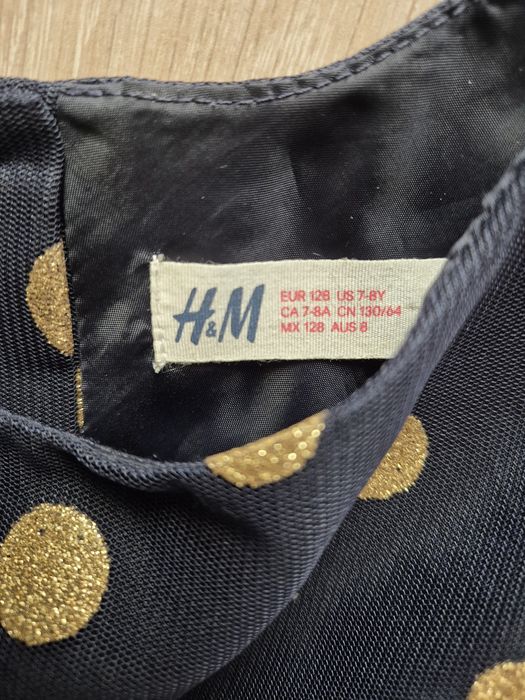 H&M
EUR 128 US 7-8Y
CA 7-8A CN 130/64
MX 128 AUS 8